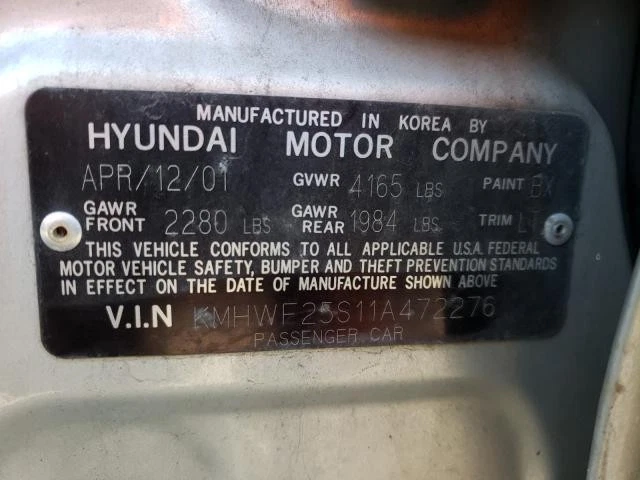 MANUFACTURED IN KOREA BY
HYUNDAI MOTOR COMPANY
APR/12/01 GVWR 4165 LBS PAINT BX
GAWR FRONT 2280 LBS GAWR REAR 1984 LBS TRIM
THIS VEHICLE CONFORMS TO ALL APPLICABLE U.S.A. FEDERAL
MOTOR VEHICLE SAFETY, BUMPER AND THEFT PREVENTION STANDARDS
IN EFFECT ON THE DATE OF MANUFACTURE SHOWN ABOVE
V.I.N KMHWF25S11A472276
PASSENGER CAR